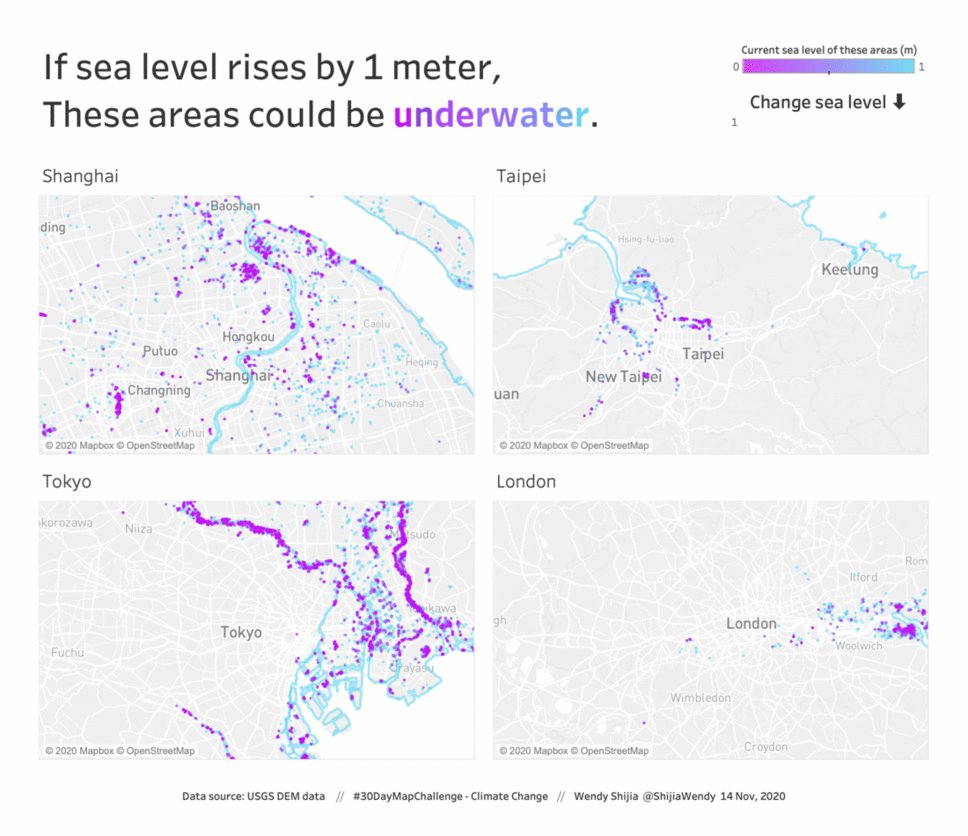 If sea level rises by 1 meter,
These areas could be underwater.
Current sea level of these areas (m)
0 1
Change sea level ⬇
1
Shanghai
Baoshan
ding
Caolu
Hongkou
Putuo
Heqing
Shanghai
Changning
Chuansha
Xuhui
© 2020 Mapbox © OpenStreetMap
Taipei
Hsing-fu-liao
Keelung
Taipei
New Taipei
uan
© 2020 Mapbox © OpenStreetMap
Tokyo
okorozawa
Niiza
Tokyo
Fuchu
© 2020 Mapbox © OpenStreetMap
London
Rom
Ilford
gh
London
Woolwich
Wimbledon
Croydon
© 2020 Mapbox © OpenStreetMap
Data source: USGS DEM data // #30DayMapChallenge - Climate Change // Wendy Shijia @ShijiaWendy 14 Nov, 2020